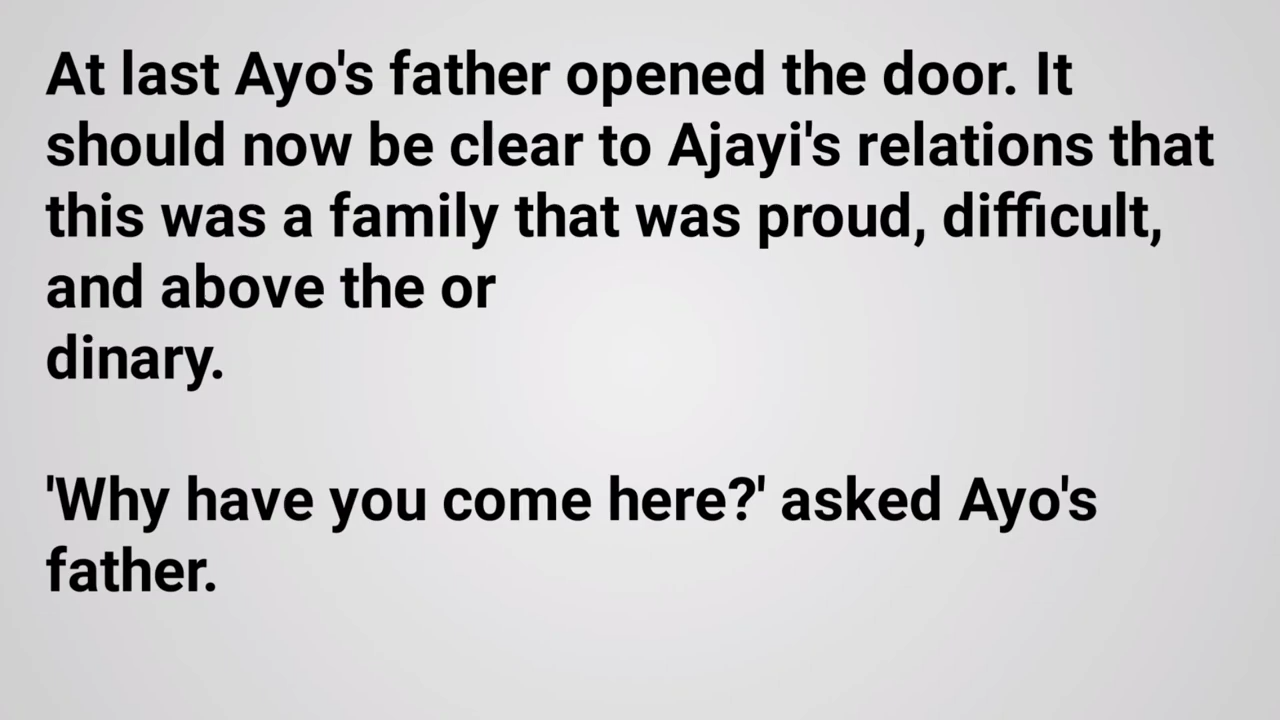 At last Ayo's father opened the door. It
should now be clear to Ajayi's relations that
this was a family that was proud, difficult,
and above the or
dinary.
'Why have you come here?' asked Ayo's
father.